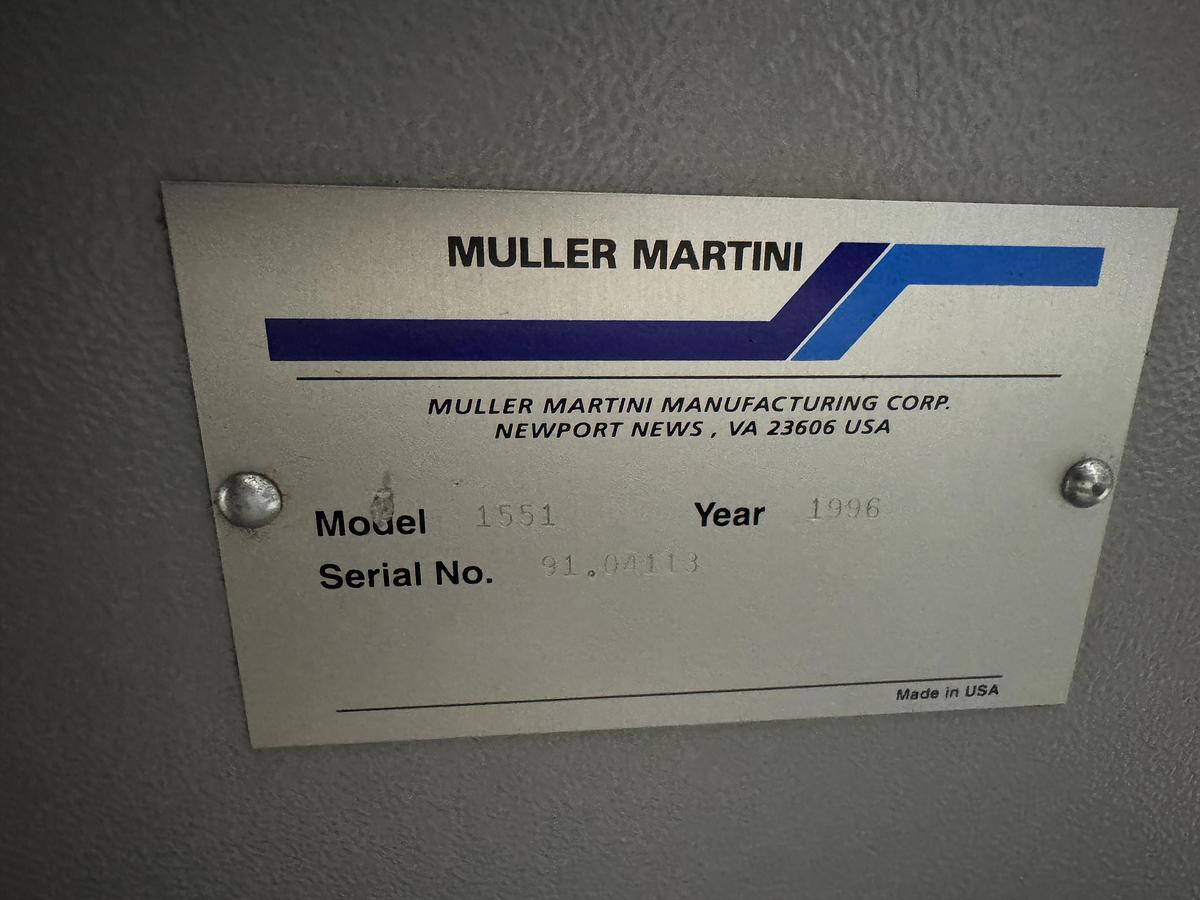 MULLER MARTINI
MULLER MARTINI MANUFACTURING CORP.
NEWPORT NEWS , VA 23606 USA
Model 1551 Year 1996
Serial No. 91.04113
Made in USA